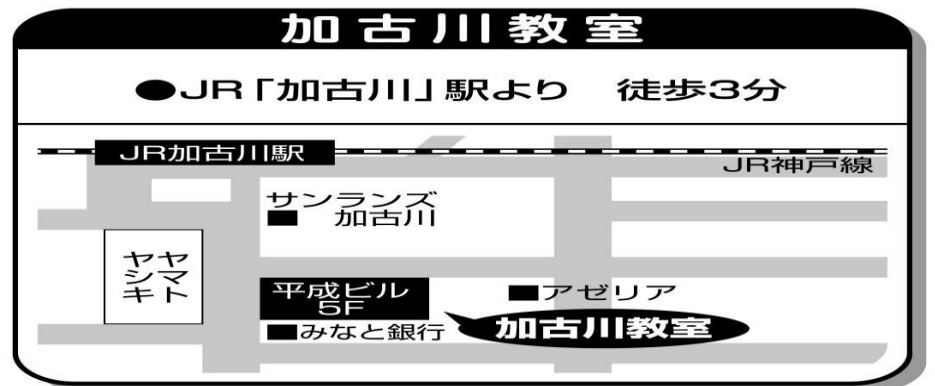 加古川教室
●JR「加古川」駅より　徒歩3分
JR加古川駅
JR神戸線
サンランズ
■　加古川
ヤマト
ヤシキ
平成ビル
5F
■アゼリア
■みなと銀行
加古川教室